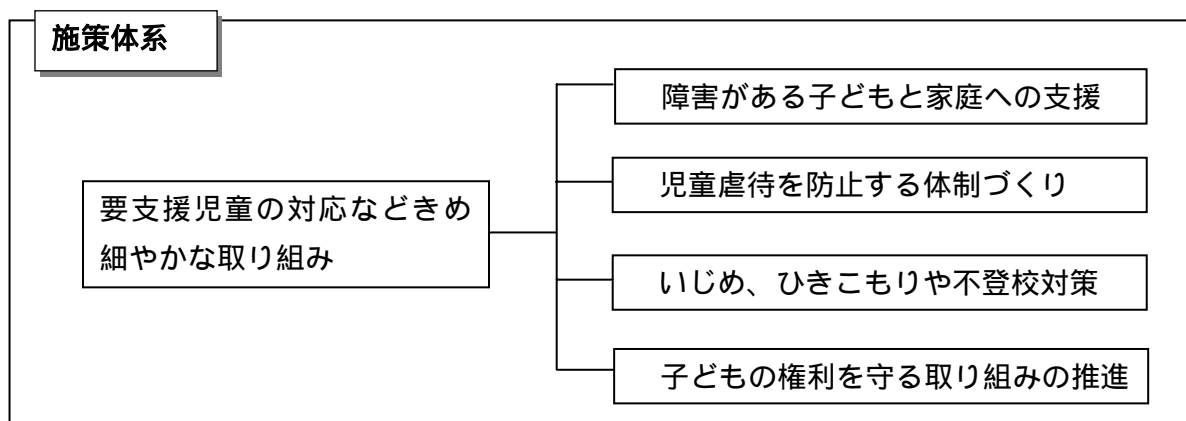 施策体系
障害がある子どもと家庭への支援
児童虐待を防止する体制づくり
要支援児童の対応などきめ
細やかな取り組み
いじめ、ひきこもりや不登校対策
子どもの権利を守る取り組みの推進